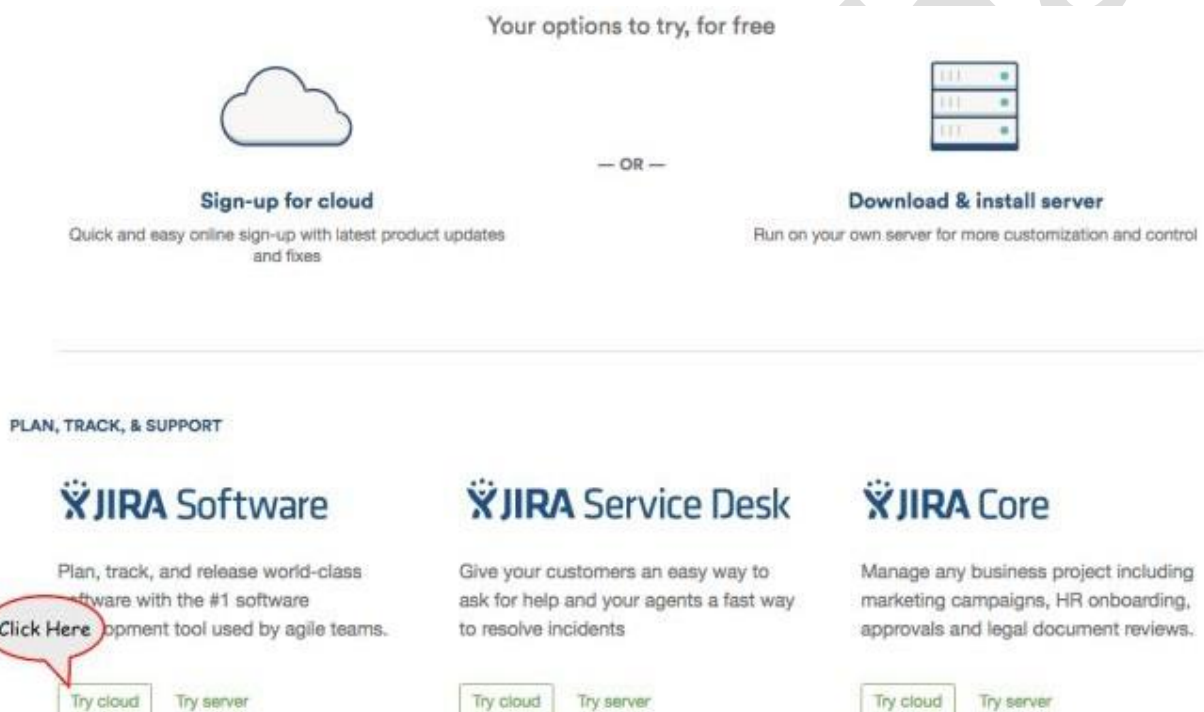 Your options to try, for free
— OR —
Sign-up for cloud
Quick and easy online sign-up with latest product updates
and fixes
Download & install server
Run on your own server for more customization and control
PLAN, TRACK, & SUPPORT
JIRA Software
Plan, track, and release world-class
software with the #1 software
opment tool used by agile teams.
Click Here
Try cloud Try server
JIRA Service Desk
Give your customers an easy way to
ask for help and your agents a fast way
to resolve incidents
Try cloud Try server
JIRA Core
Manage any business project including
marketing campaigns, HR onboarding,
approvals and legal document reviews.
Try cloud Try server